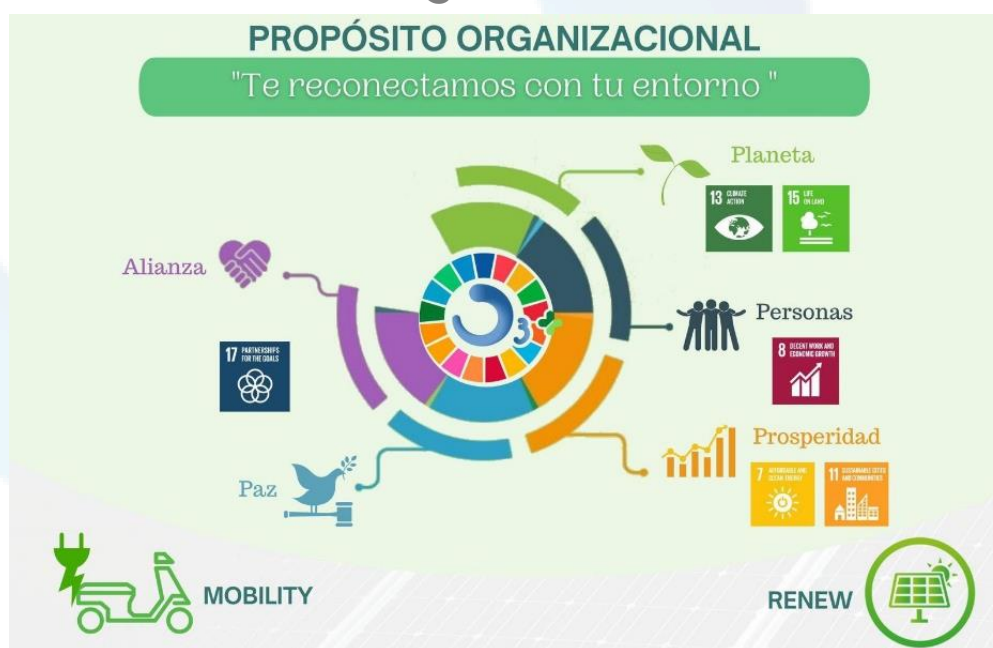 PROPÓSITO ORGANIZACIONAL
"Te reconectamos con tu entorno "
Planeta
13 CLIMATE
ACTION
15 LIFE
ON LAND
Alianza
17 PARTNERSHIPS
FOR THE GOALS
Personas
8 DECENT WORK AND
ECONOMIC GROWTH
3
Prosperidad
7 AFFORDABLE AND
CLEAN ENERGY
11 SUSTAINABLE CITIES
AND COMMUNITIES
Paz
MOBILITY
RENEW